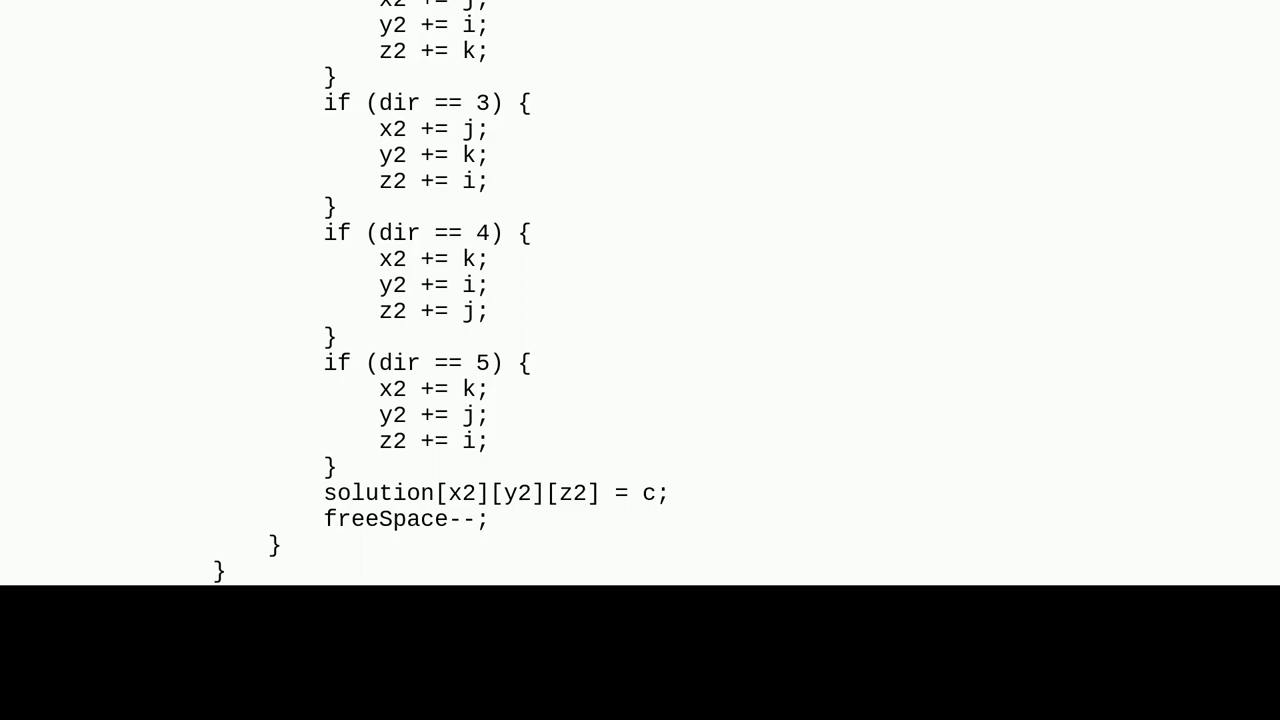 x2 += j;
y2 += i;
z2 += k;
}
if (dir == 3) {
x2 += j;
y2 += k;
z2 += i;
}
if (dir == 4) {
x2 += k;
y2 += i;
z2 += j;
}
if (dir == 5) {
x2 += k;
y2 += j;
z2 += i;
}
solution[x2][y2][z2] = c;
freeSpace--;
}
}